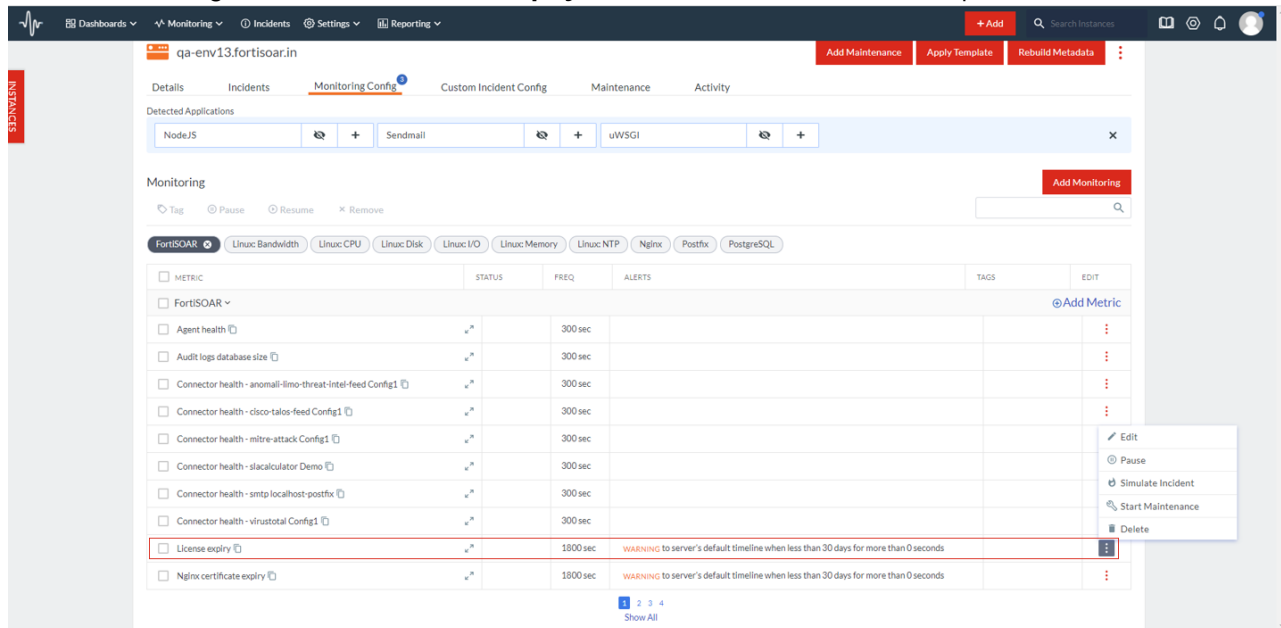 Dashboards Monitoring Incidents Settings Reporting + Add Search Instances
INSTANCES
qa-env13.fortisoar.in Add Maintenance Apply Template Rebuild Metadata
Details Incidents Monitoring Config 3 Custom Incident Config Maintenance Activity
Detected Applications
NodeJS + Sendmail + uWSGI + ×
Monitoring Add Monitoring
Tag Pause Resume × Remove
FortiSOAR Linux: Bandwidth Linux: CPU Linux: Disk Linux: I/O Linux: Memory Linux: NTP Nginx Postfix PostgreSQL
METRIC STATUS FREQ ALERTS TAGS EDIT
FortiSOAR Add Metric
Agent health 300 sec
Audit logs database size 300 sec
Connector health - anomali-limo-threat-intel-feed Config1 300 sec
Connector health - cisco-talos-feed Config1 300 sec
Connector health - mitre-attack Config1 300 sec
Edit
Connector health - slacalculator Demo 300 sec
Pause
Connector health - smtp localhost-postfix 300 sec
Simulate Incident
Start Maintenance
Connector health - virustotal Config1 300 sec
Delete
License expiry 1800 sec WARNING to server's default timeline when less than 30 days for more than 0 seconds
Nginx certificate expiry 1800 sec WARNING to server's default timeline when less than 30 days for more than 0 seconds
1 2 3 4
Show All